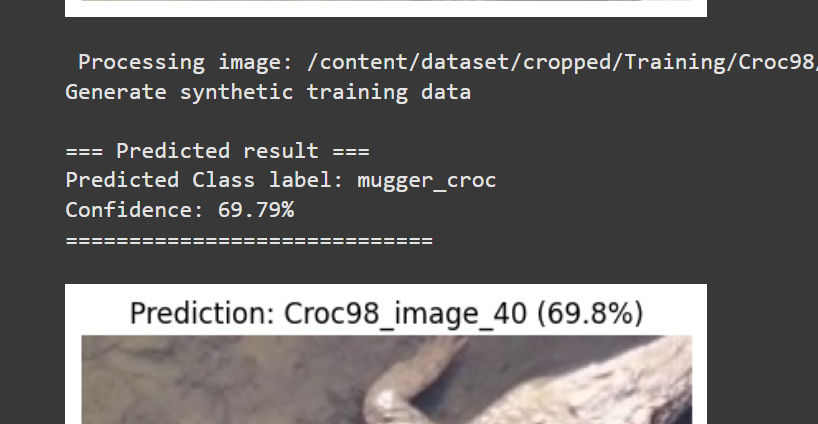 Processing image: /content/dataset/cropped/Training/Croc98/
Generate synthetic training data
=== Predicted result ===
Predicted Class label: mugger_croc
Confidence: 69.79%
=============================
Prediction: Croc98_image_40 (69.8%)